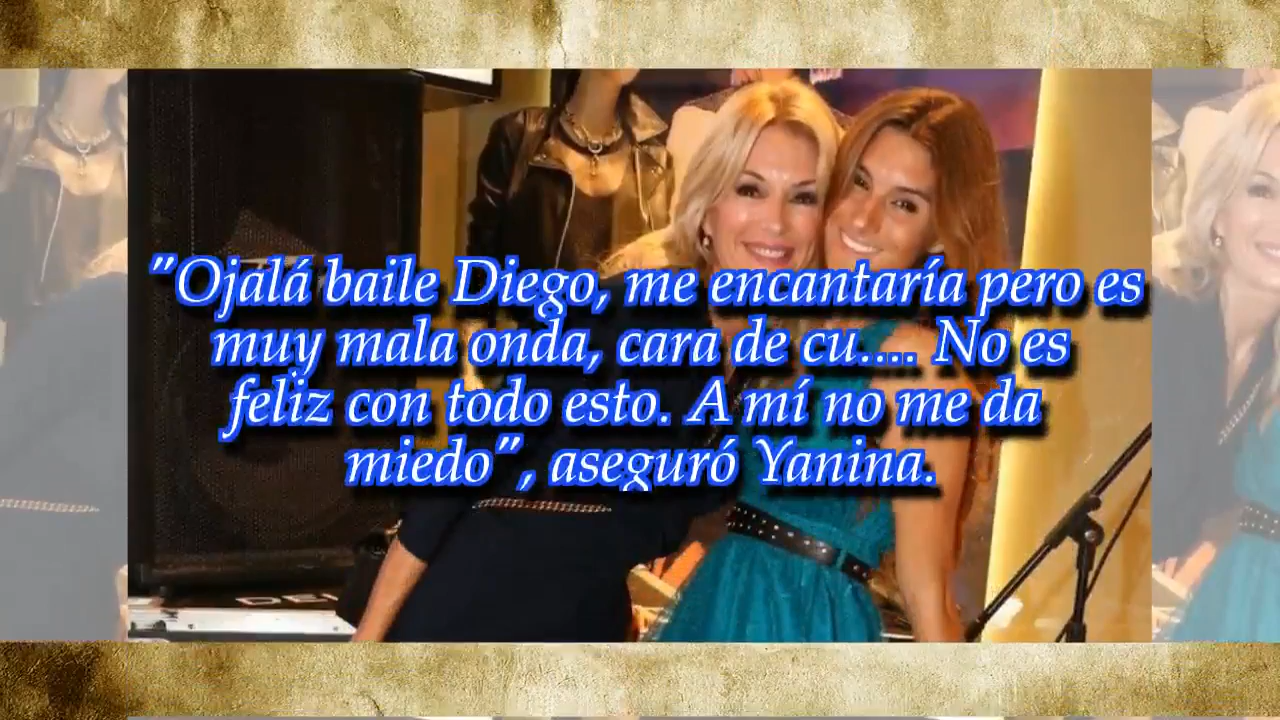 "Ojalá baile Diego, me encantaría pero es
muy mala onda, cara de cu.... No es
feliz con todo esto. A mí no me da
miedo", aseguró Yanina.
DEN